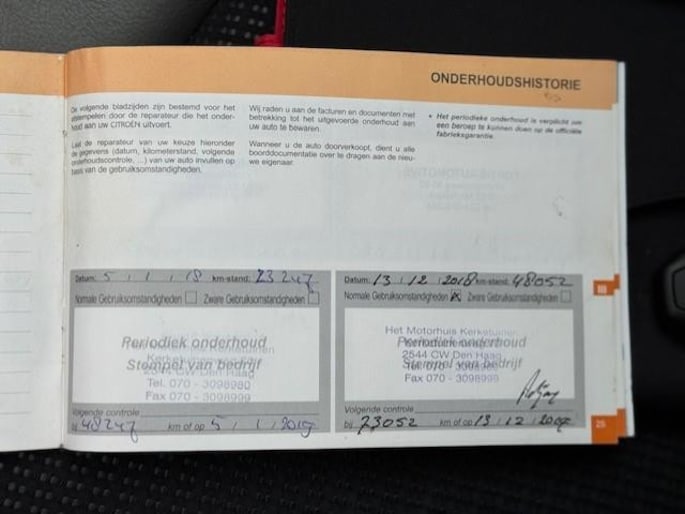 ONDERHOUDSHISTORIE
De volgende bladzijden zijn bestemd voor het
afstempelen door de reparateur die het onder-
houd aan uw CITROËN uitvoert.
Laat de reparateur van uw keuze hieronder
de gegevens (datum, kilometerstand, volgende
onderhoudscontrole, ...) van uw auto invullen op
basis van de gebruiksomstandigheden.
Wij raden u aan de facturen en documenten met
betrekking tot het uitgevoerde onderhoud aan
uw auto te bewaren.
Wanneer u de auto doorverkoopt, dient u alle
boorddocumentatie over te dragen aan de nieu-
we eigenaar.
• Het periodieke onderhoud is verplicht om
een beroep te kunnen doen op de officiële
fabrieksgarantie.
Datum: 5 / 1 / 18 km-stand: 23247
Normale Gebruiksomstandigheden Zware Gebruiksomstandigheden
Periodiek onderhoud
Stempel van bedrijf
2544 CW Den Haag
Tel. 070 - 3098980
Fax 070 - 3098999
Volgende controle
bij 48247 km of op 5 / 1 / 2019
Datum: 13 / 12 / 2018 km-stand: 48052
Normale Gebruiksomstandigheden X Zware Gebruiksomstandigheden
Het Motorhuis Kerketuinen
Periodiek onderhoud
2544 CW Den Haag
Stempel van bedrijf
Fax 070 - 3098999
Volgende controle
bij 73052 km of op 13 / 12 / 2019
III
25